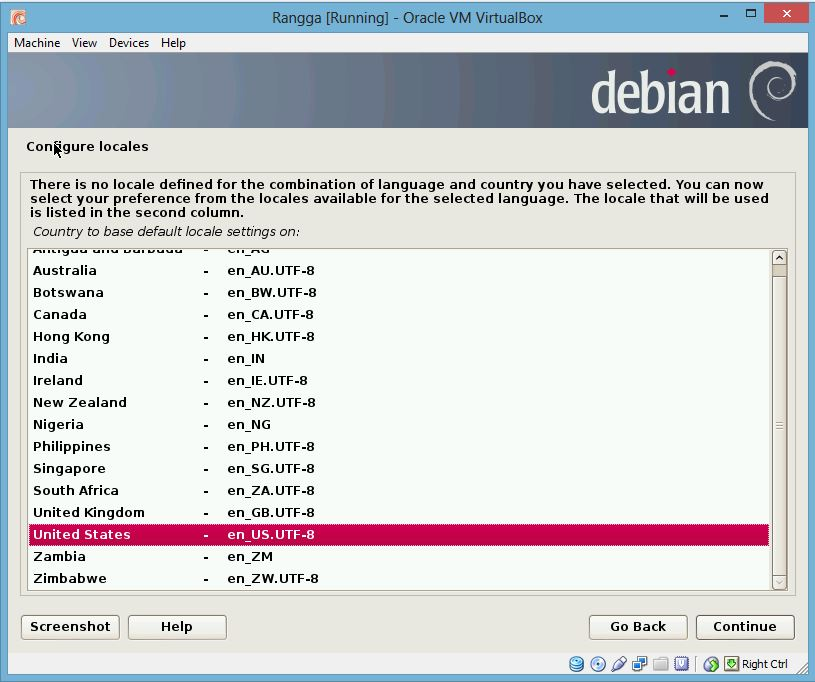 Rangga [Running] - Oracle VM VirtualBox
Machine View Devices Help
debian
Configure locales
There is no locale defined for the combination of language and country you have selected. You can now
select your preference from the locales available for the selected language. The locale that will be used
is listed in the second column.
Country to base default locale settings on:
Antigua and Barbuda - en_AG
Australia - en_AU.UTF-8
Botswana - en_BW.UTF-8
Canada - en_CA.UTF-8
Hong Kong - en_HK.UTF-8
India - en_IN
Ireland - en_IE.UTF-8
New Zealand - en_NZ.UTF-8
Nigeria - en_NG
Philippines - en_PH.UTF-8
Singapore - en_SG.UTF-8
South Africa - en_ZA.UTF-8
United Kingdom - en_GB.UTF-8
United States - en_US.UTF-8
Zambia - en_ZM
Zimbabwe - en_ZW.UTF-8
Screenshot Help Go Back Continue
Right Ctrl